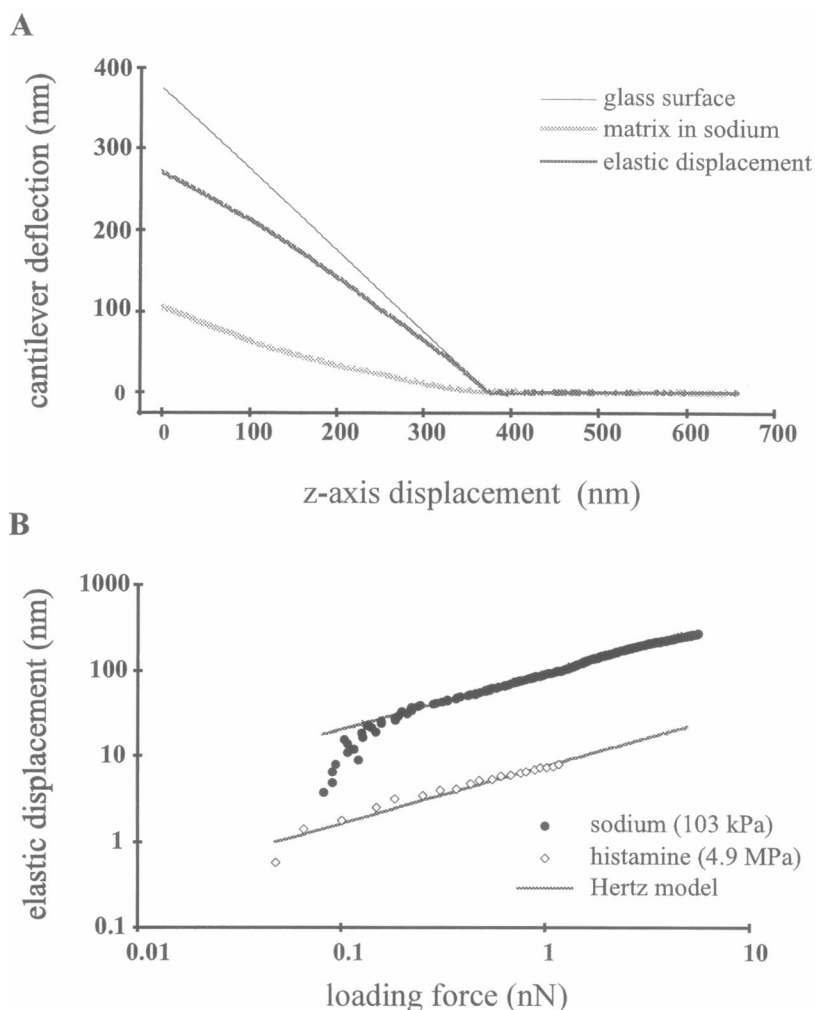 A
cantilever deflection (nm)
400
300
200
100
0
glass surface
matrix in sodium
elastic displacement
0 100 200 300 400 500 600 700
z-axis displacement (nm)
B
elastic displacement (nm)
1000
100
10
1
0.1
sodium (103 kPa)
histamine (4.9 MPa)
Hertz model
0.01 0.1 1 10
loading force (nN)